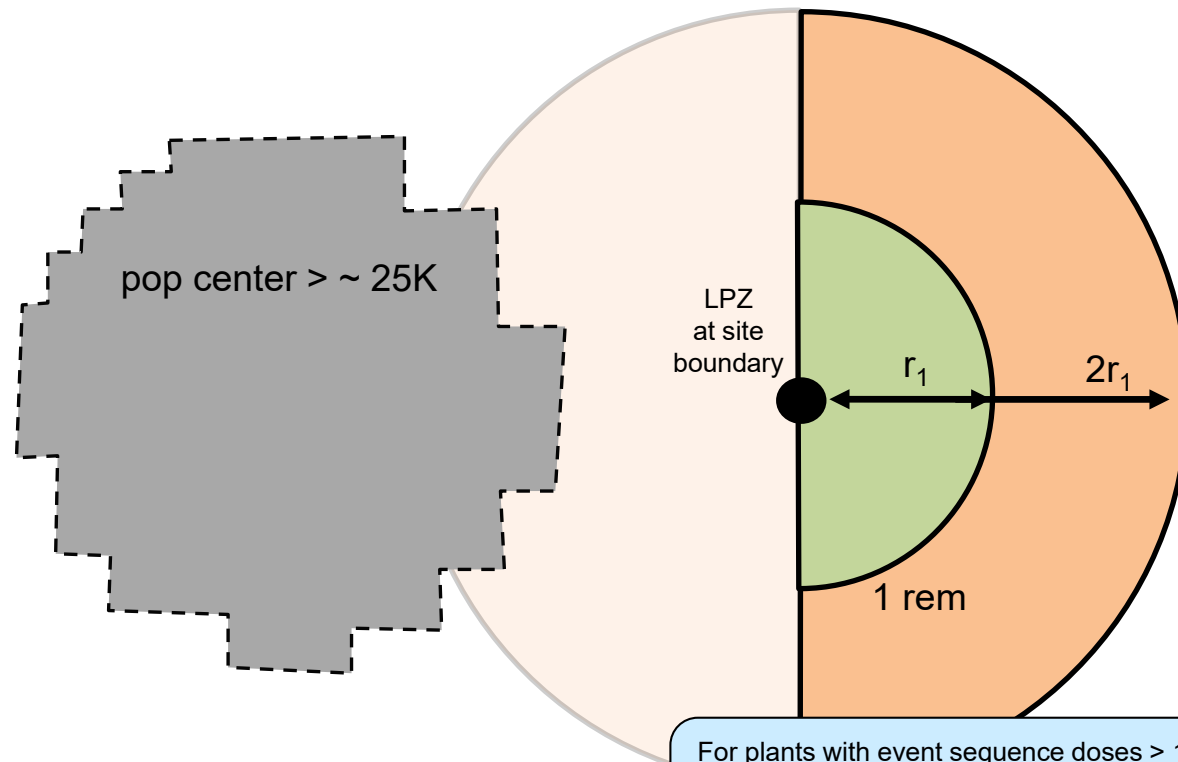 pop center > ~ 25K
LPZ
at site
boundary
r₁
2r₁
1 rem
For plants with event sequence doses >